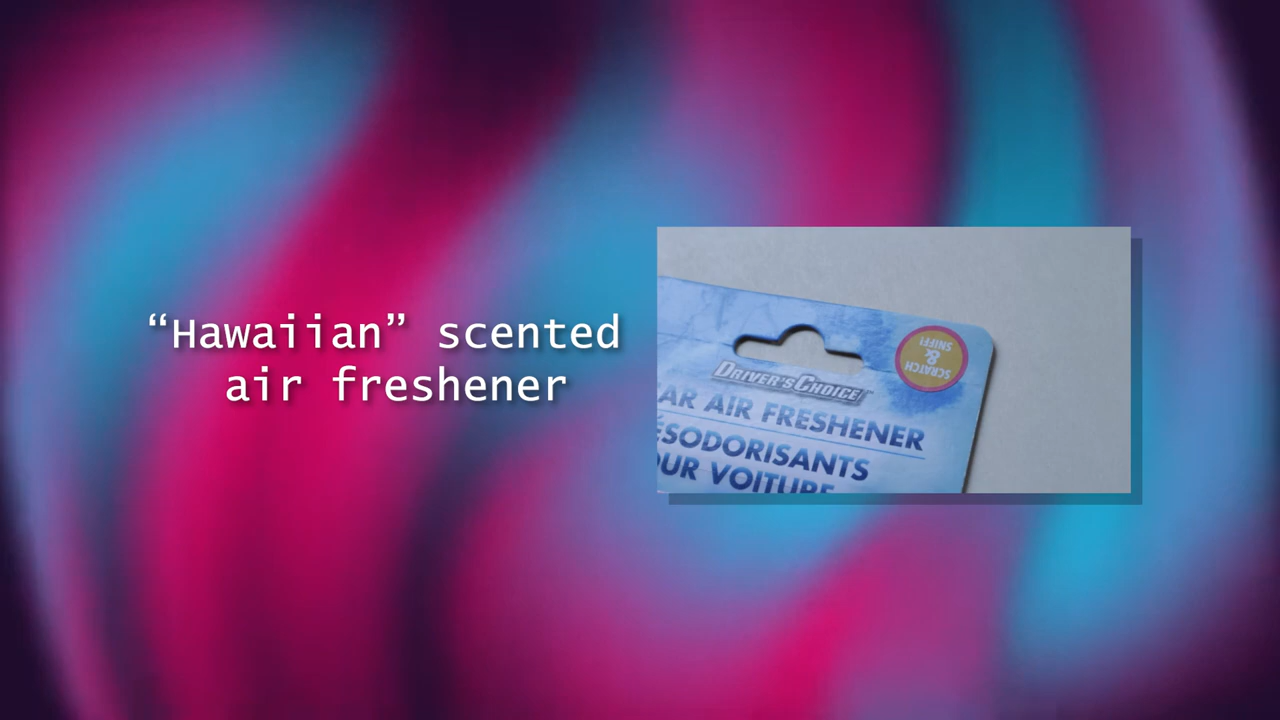 “Hawaiian” scented
air freshener
SCRATCH
&
SNIFF!
DRIVER'S CHOICE
AR AIR FRESHENER
ÉSODORISANTS
OUR VOITURE